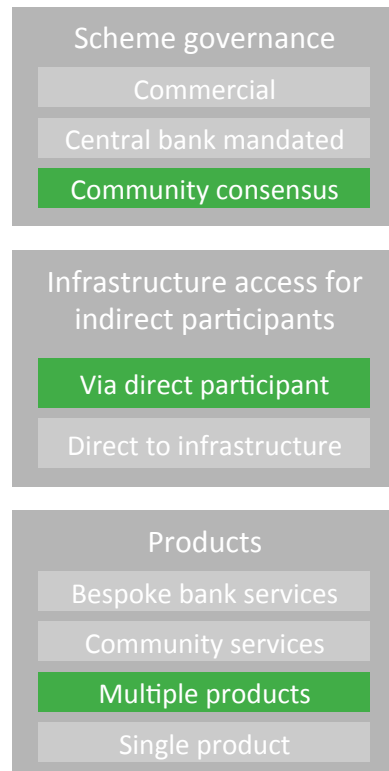 Scheme governance
Commercial
Central bank mandated
Community consensus
Infrastructure access for
indirect participants
Via direct participant
Direct to infrastructure
Products
Bespoke bank services
Community services
Multiple products
Single product